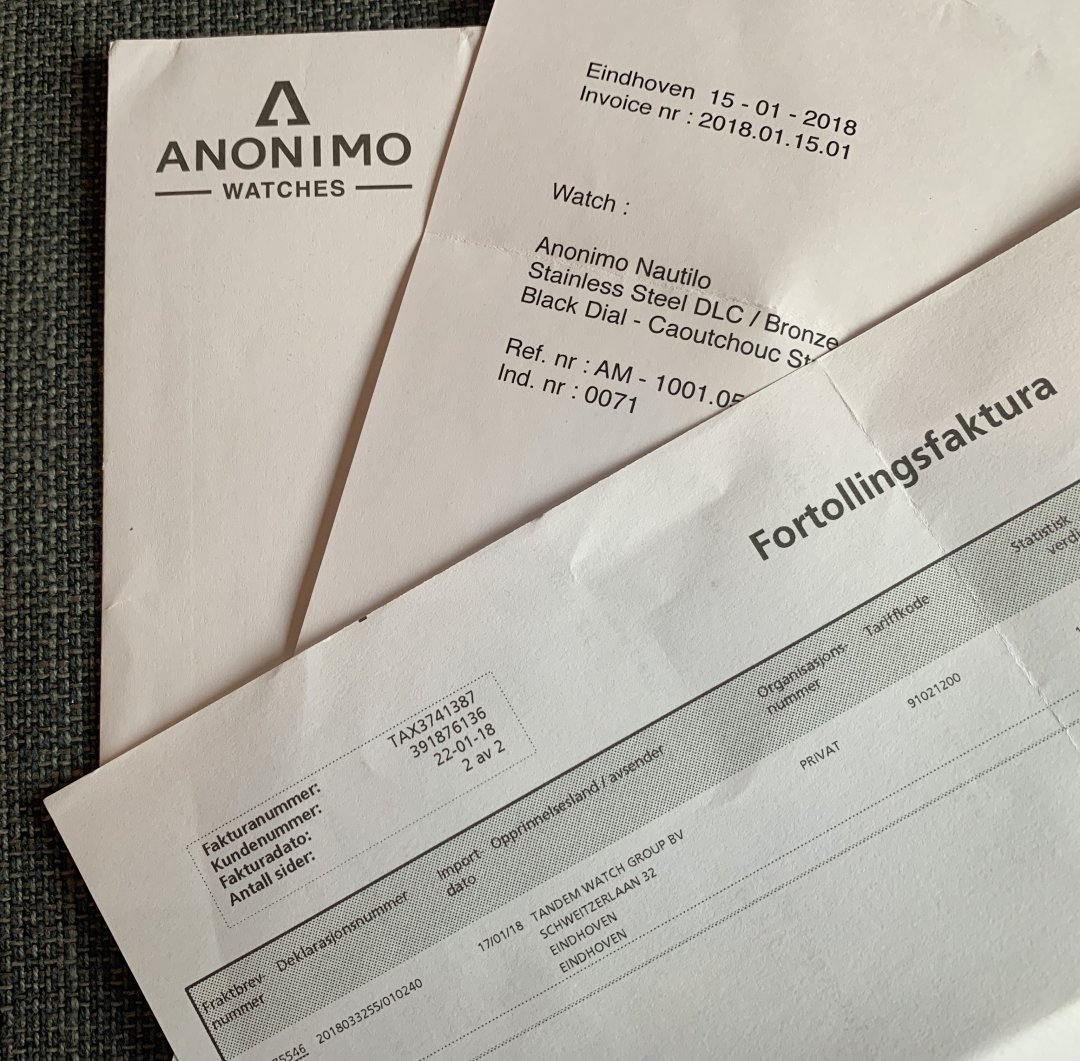 ANONIMO
WATCHES
Eindhoven 15 - 01 - 2018
Invoice nr : 2018.01.15.01
Watch :
Anonimo Nautilo
Stainless Steel DLC / Bronze
Black Dial - Caoutchouc
Ref. nr : AM - 1001.05
Ind. nr : 0071
Fortollingsfaktura
Fakturanummer: TAX3741387
Kundenummer: 391876136
Fakturadato: 22-01-18
Antall sider: 2 av 2
Fraktbrev- nummer
Deklarasjonsnummer
Import dato
Opprinnelsesland / avsender
Organisasjons- nummer
Tariffkode
Statistisk
75546 2018033255/010240
17/01/18 TANDEM WATCH GROUP BV
SCHWEITZERLAAN 32
EINDHOVEN
EINDHOVEN
PRIVAT
91021200